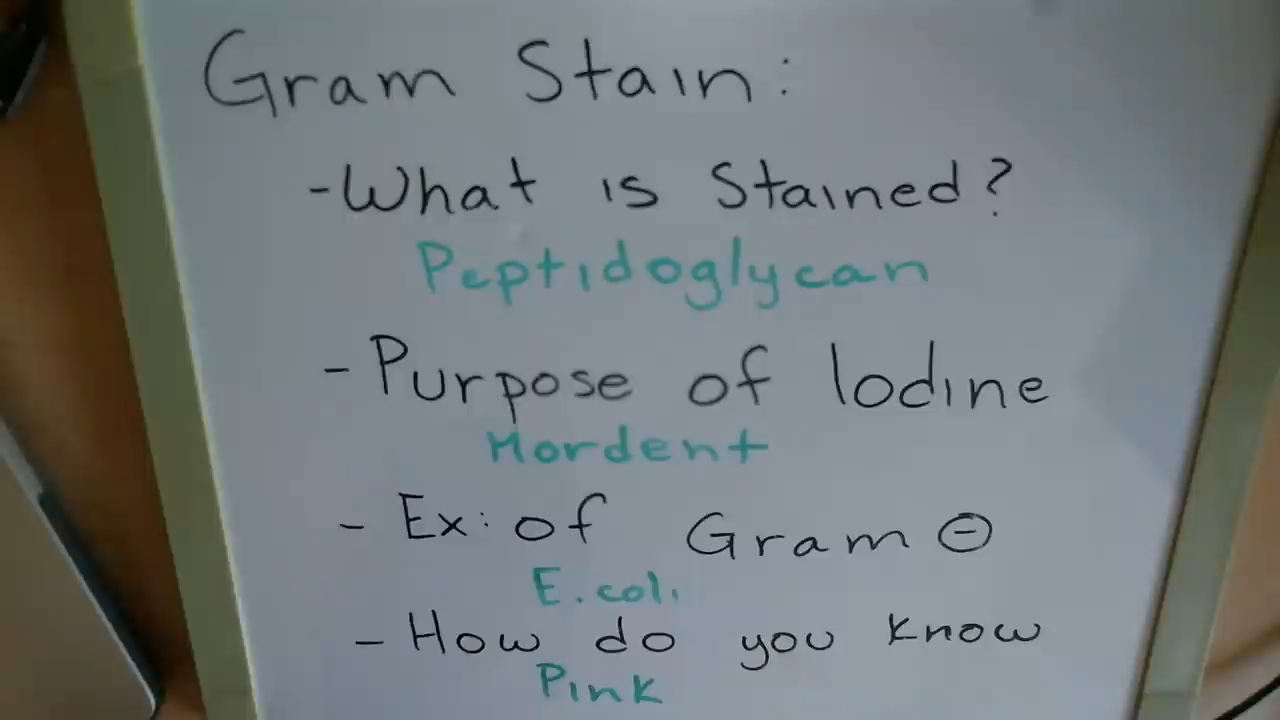 Gram Stain:
- What is Stained?
Peptidoglycan
- Purpose of Iodine
Mordent
- Ex: of Gram ⊖
E. coli
- How do you know
Pink